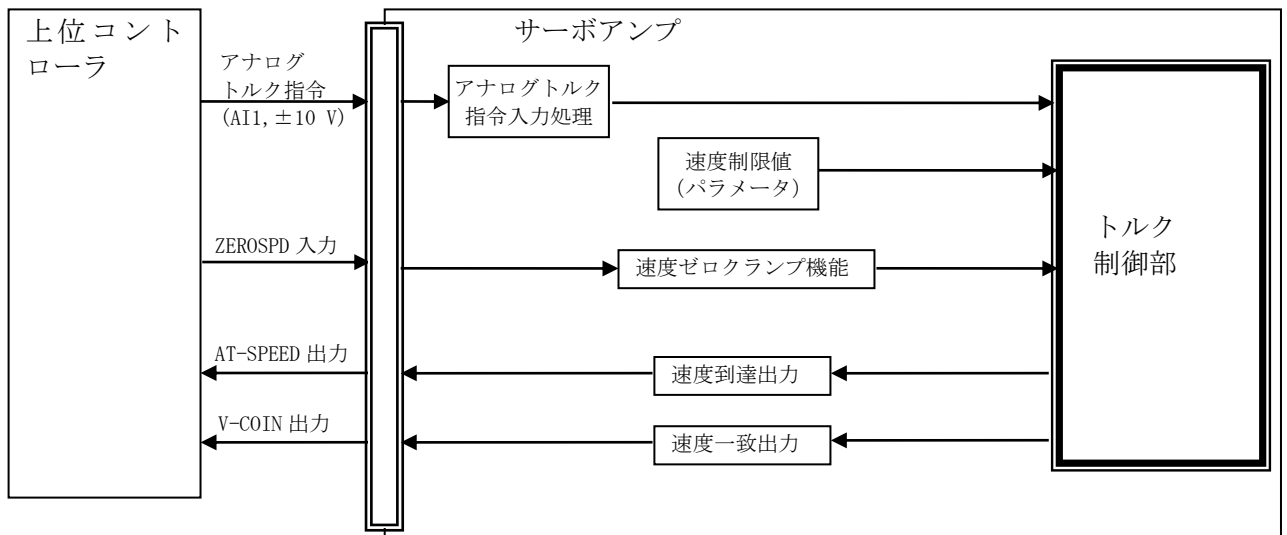 上位コント
ローラ
サーボアンプ
アナログ
トルク指令
(AI1,±10 V)
アナログトルク
指令入力処理
速度制限値
(パラメータ)
トルク
制御部
ZEROSPD 入力
速度ゼロクランプ機能
AT-SPEED 出力
速度到達出力
V-COIN 出力
速度一致出力